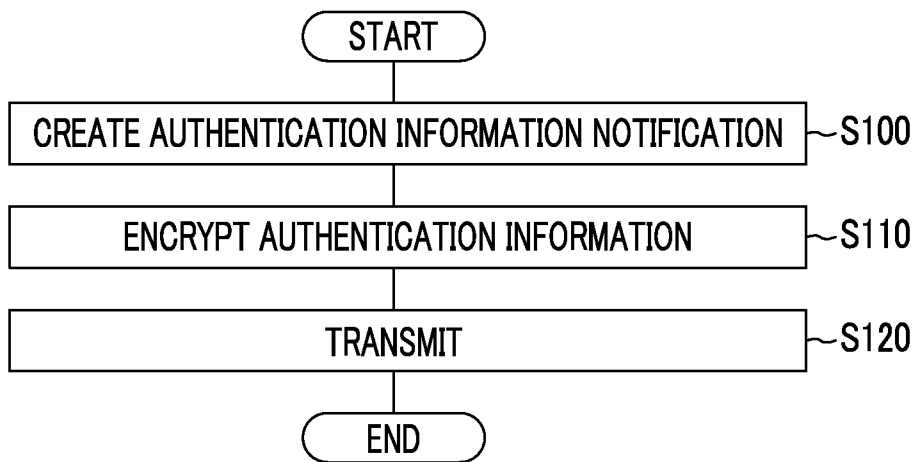 START
CREATE AUTHENTICATION INFORMATION NOTIFICATION
S100
ENCRYPT AUTHENTICATION INFORMATION
S110
TRANSMIT
S120
END